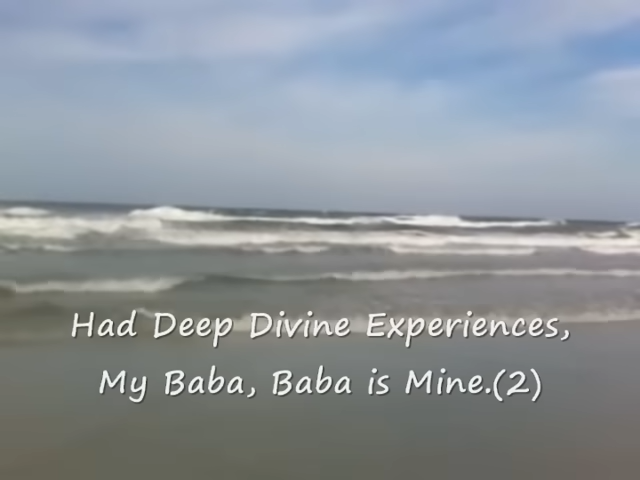 Had Deep Divine Experiences,
My Baba, Baba is Mine.(2)